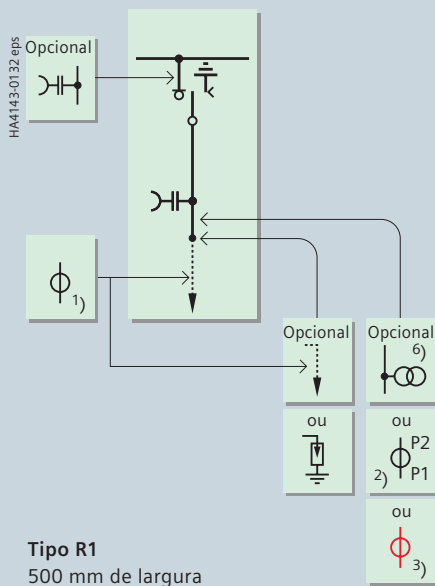 HA4143-0132 eps
Opcional
1)
Opcional
Opcional
6)
ou
ou
P2
2)
P1
ou
3)
Tipo R1
500 mm de largura